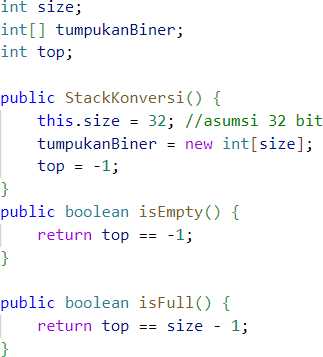 int size;
int[] tumpukanBiner;
int top;

public StackKonversi() {
    this.size = 32; //asumsi 32 bit
    tumpukanBiner = new int[size];
    top = -1;
}
public boolean isEmpty() {
    return top == -1;
}

public boolean isFull() {
    return top == size - 1;
}